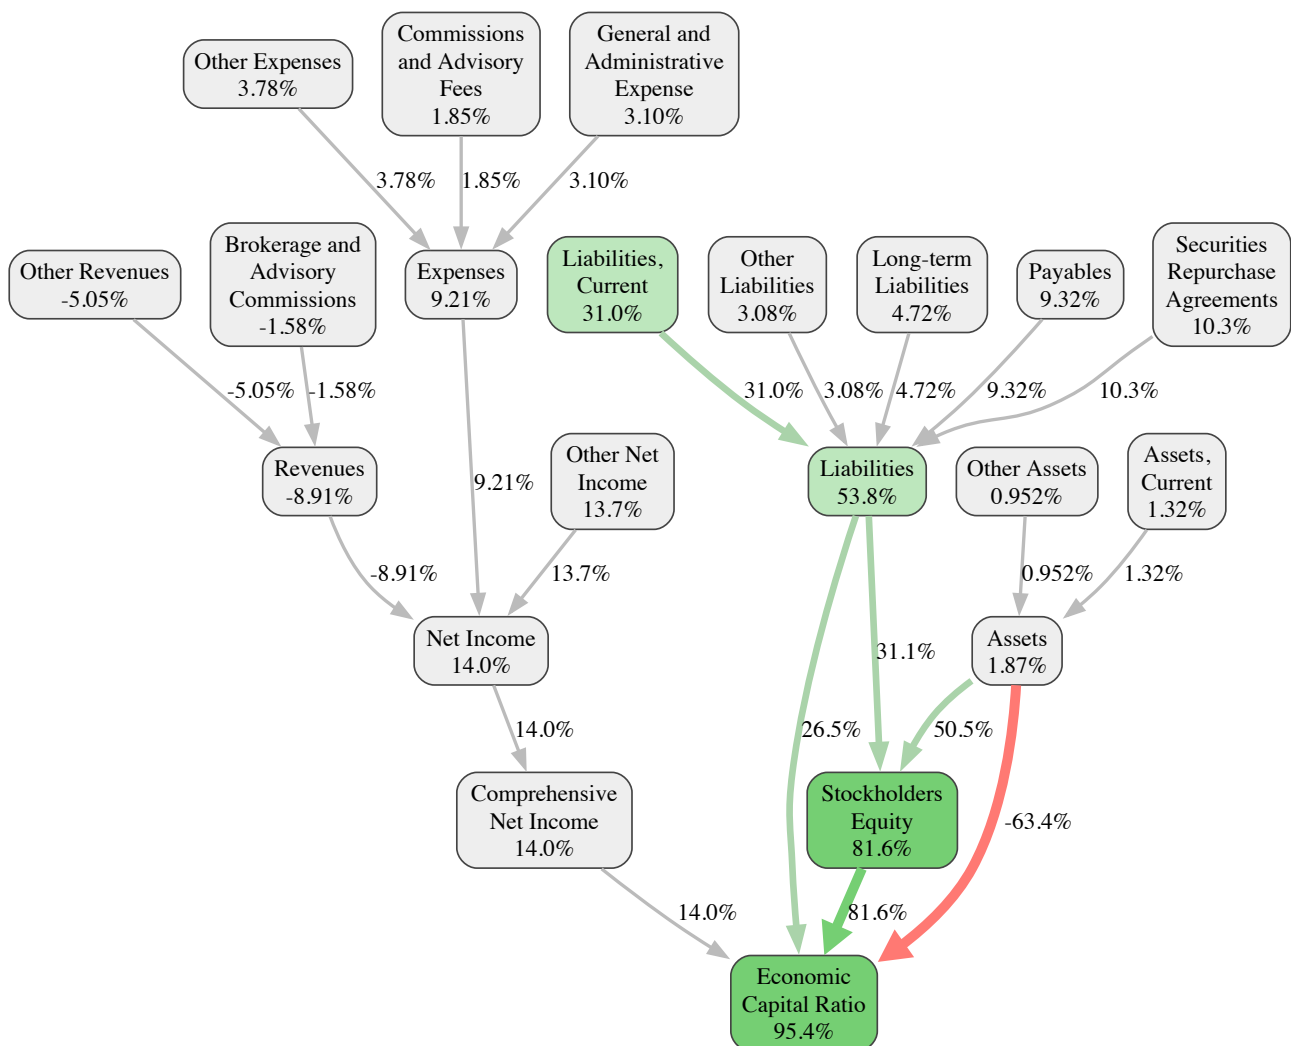 Other Expenses
3.78%
Commissions
and Advisory
Fees
1.85%
General and
Administrative
Expense
3.10%
3.78%
1.85%
3.10%
Other Revenues
-5.05%
Brokerage and
Advisory
Commissions
-1.58%
Expenses
9.21%
Liabilities,
Current
31.0%
Other
Liabilities
3.08%
Long-term
Liabilities
4.72%
Payables
9.32%
Securities
Repurchase
Agreements
10.3%
-5.05%
-1.58%
31.0%
3.08%
4.72%
9.32%
10.3%
Revenues
-8.91%
9.21%
Other Net
Income
13.7%
Liabilities
53.8%
Other Assets
0.952%
Assets,
Current
1.32%
-8.91%
13.7%
0.952%
1.32%
Net Income
14.0%
31.1%
Assets
1.87%
14.0%
26.5%
50.5%
Comprehensive
Net Income
14.0%
Stockholders
Equity
81.6%
-63.4%
14.0%
81.6%
Economic
Capital Ratio
95.4%